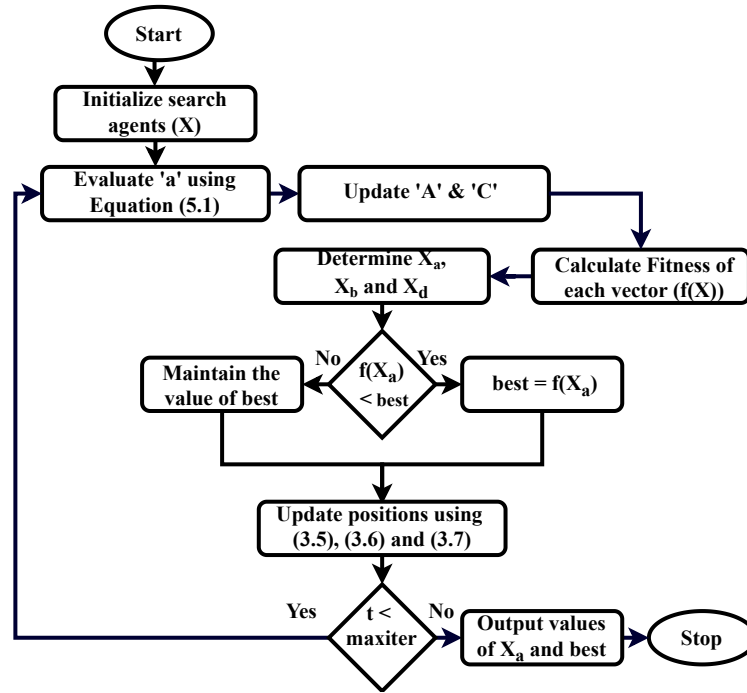 Start
Initialize search
agents (X)
Evaluate 'a' using
Equation (5.1)
Update 'A' & 'C'
Calculate Fitness of
each vector (f(X))
Determine Xₐ,
X_b and X_d
No
Yes
f(Xₐ)
< best
Maintain the
value of best
best = f(Xₐ)
Update positions using
(3.5), (3.6) and (3.7)
Yes
No
t <
maxiter
Output values
of Xₐ and best
Stop